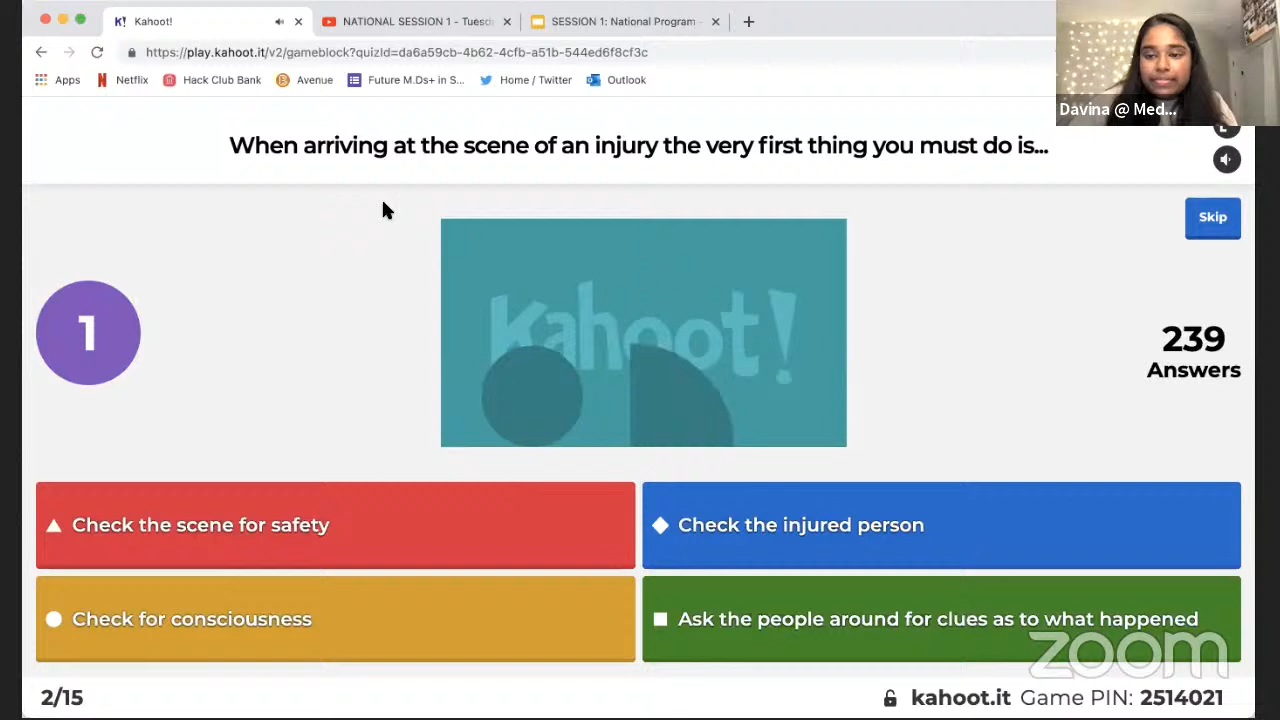 Kahoot!
NATIONAL SESSION 1 - Tuesd
SESSION 1: National Program -
https://play.kahoot.it/v2/gameblock?quizId=da6a59cb-4b62-4cfb-a51b-544ed6f8cf3c
Apps
Netflix
Hack Club Bank
Avenue
Future M.Ds+ in S...
Home / Twitter
Outlook
Davina @ Med...
When arriving at the scene of an injury the very first thing you must do is...
Skip
Kahoot!
1
239
Answers
Check the scene for safety
Check the injured person
Check for consciousness
Ask the people around for clues as to what happened
zoom
2/15
kahoot.it Game PIN: 2514021